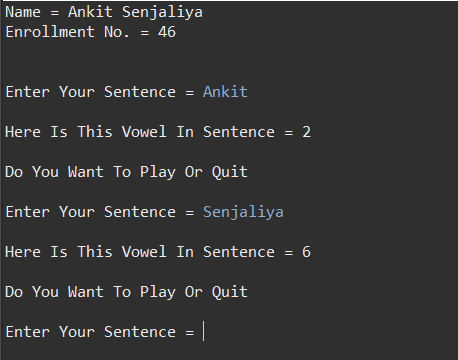 Name = Ankit Senjaliya
Enrollment No. = 46
Enter Your Sentence = Ankit
Here Is This Vowel In Sentence = 2
Do You Want To Play Or Quit
Enter Your Sentence = Senjaliya
Here Is This Vowel In Sentence = 6
Do You Want To Play Or Quit
Enter Your Sentence =